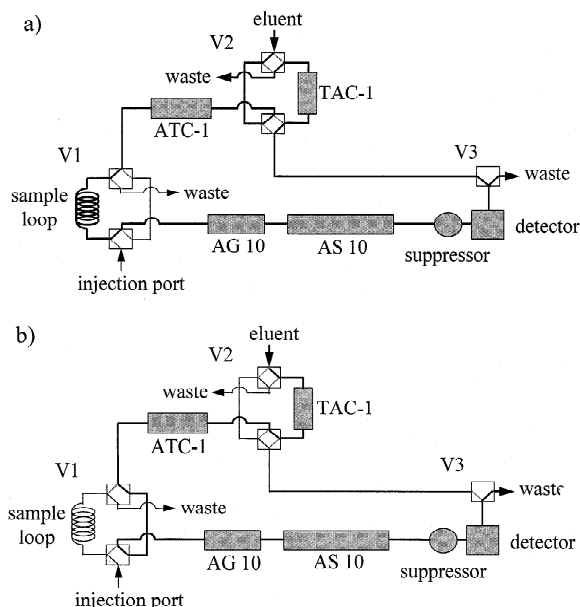 a)
eluent
V2
waste
TAC-1
ATC-1
V1
V3
waste
sample
loop
waste
detector
AG 10
AS 10
suppressor
injection port
b)
eluent
V2
waste
TAC-1
ATC-1
V1
V3
waste
sample
loop
waste
detector
AG 10
AS 10
suppressor
injection port